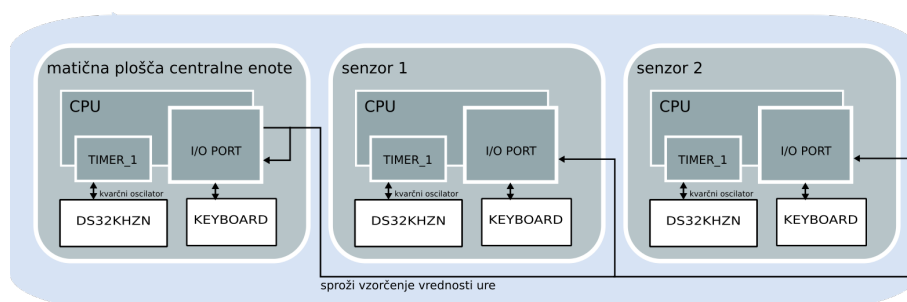 matična plošča centralne enote
CPU
TIMER_1
I/O PORT
kvarčni oscilator
DS32KHZN
KEYBOARD
senzor 1
CPU
TIMER_1
I/O PORT
kvarčni oscilator
DS32KHZN
KEYBOARD
senzor 2
CPU
TIMER_1
I/O PORT
kvarčni oscilator
DS32KHZN
KEYBOARD
sproži vzorčenje vrednosti ure